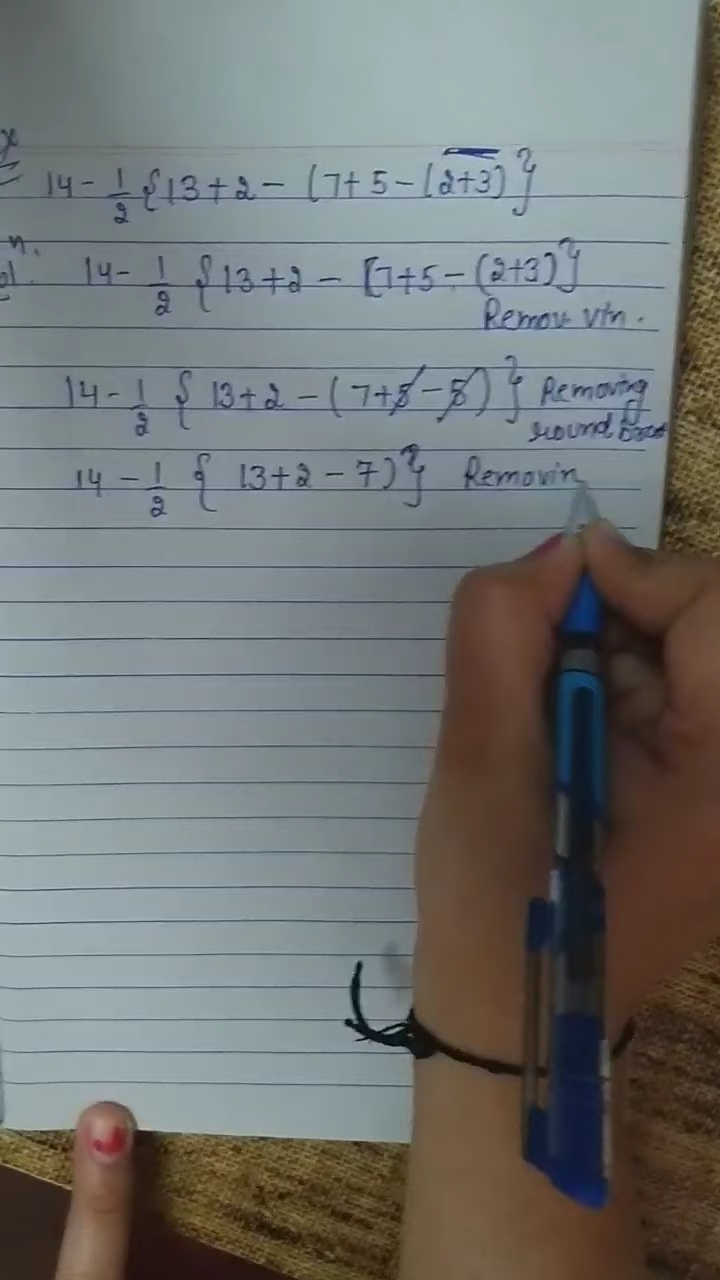 14 - 1/2 {13 + 2 - (7 + 5 - (2+3)}
14 - 1/2 {13 + 2 - [7 + 5 - (2+3)}
Remov vin.
14 - 1/2 { 13 + 2 - (7 + 5 - 5) } Removing
round
14 - 1/2 { 13 + 2 - 7)} Removin